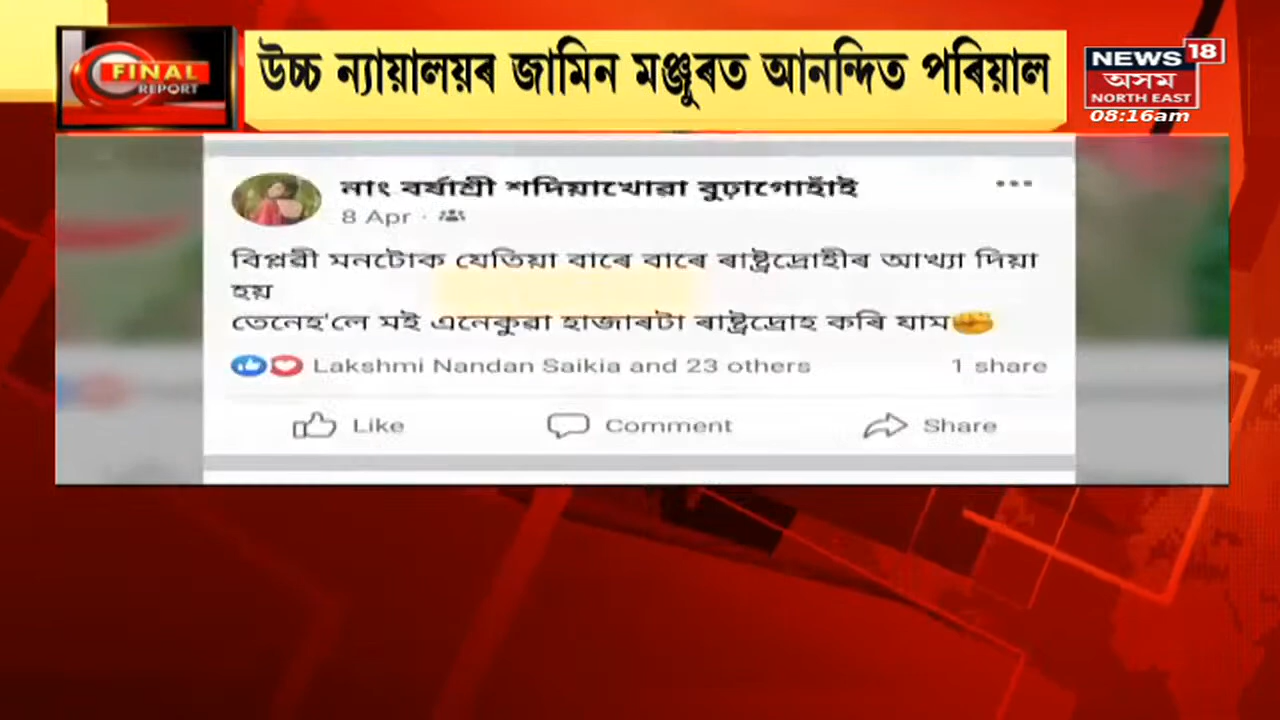 FINAL
REPORT
উচ্চ ন্যায়ালয়ৰ জামিন মঞ্জুৰত আনন্দিত পৰিয়াল
NEWS 18
অসম
NORTH EAST
08:16am
নাং বৰ্ষাশ্ৰী শদিয়াখোৱা বুঢ়াগোহাঁই
8 Apr ·
বিপ্লৱী মনটোক যেতিয়া বাৰে বাৰে ৰাষ্ট্ৰদ্ৰোহীৰ আখ্যা দিয়া
হয়
তেনেহ'লে মই এনেকুৱা হাজাৰটা ৰাষ্ট্ৰদ্ৰোহ কৰি যাম
Lakshmi Nandan Saikia and 23 others 1 share
Like Comment Share